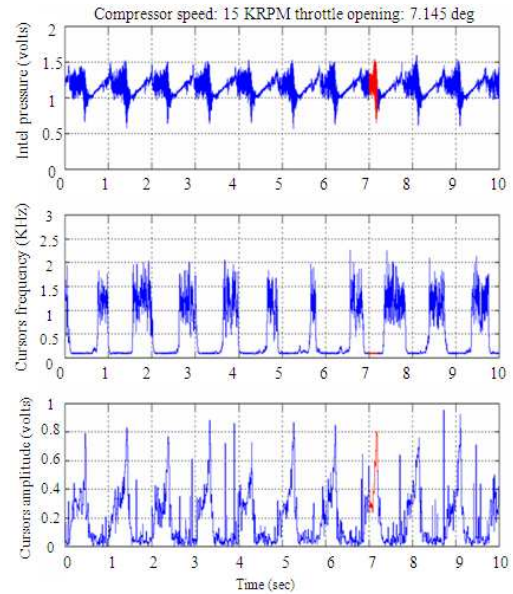 Compressor speed: 15 KRPM throttle opening: 7.145 deg
Intel pressure (volts)
2
1.5
1
0.5
0
0 1 2 3 4 5 6 7 8 9 10
Cursors frequency (KHz)
3
2.5
2
1.5
1
0.5
0
0 1 2 3 4 5 6 7 8 9 10
Cursors amplitude (volts)
1
0.8
0.6
0.4
0.2
0
0 1 2 3 4 5 6 7 8 9 10
Time (sec)